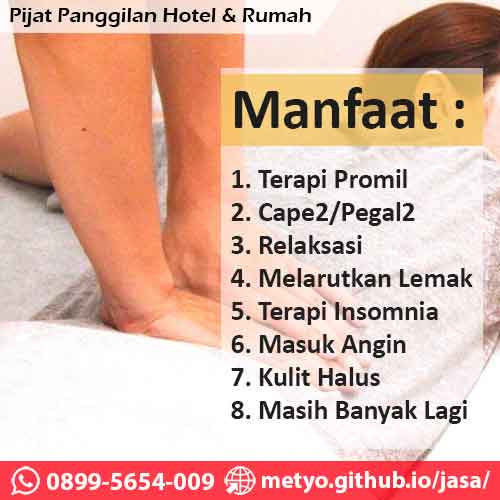 Pijat Panggilan Hotel & Rumah
Manfaat :
1. Terapi Promil
2. Cape2/Pegal2
3. Relaksasi
4. Melarutkan Lemak
5. Terapi Insomnia
6. Masuk Angin
7. Kulit Halus
8. Masih Banyak Lagi
0899-5654-009 metyo.github.io/jasa/